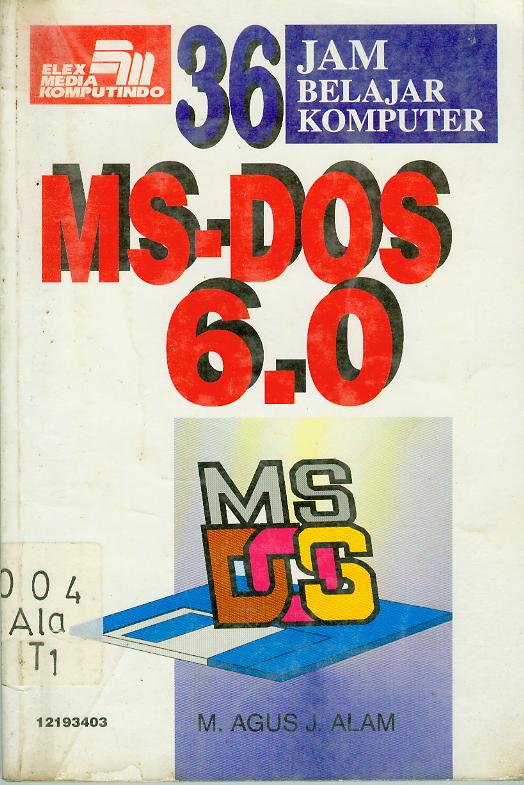 ELEX
MEDIA
KOMPUTINDO
36
JAM
BELAJAR
KOMPUTER
MS-DOS
6.0
MS
DOS
004
Ala
T1
12193403
M. AGUS J. ALAM